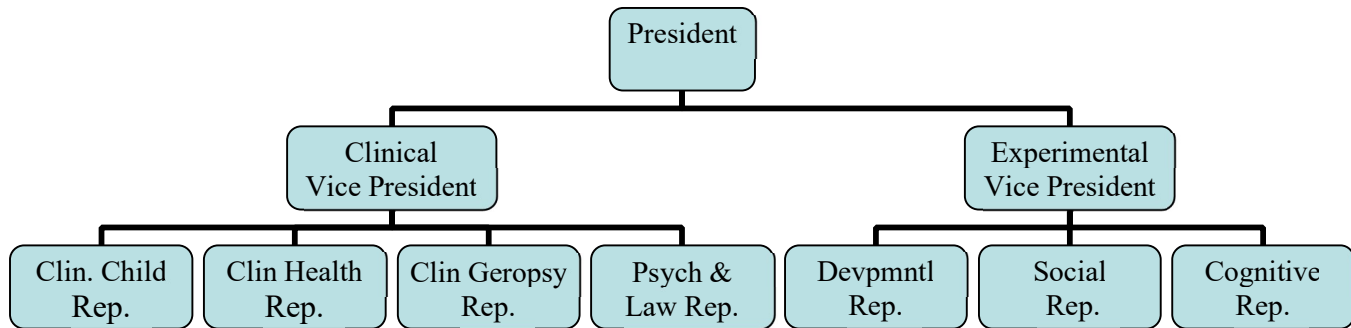 President
Clinical
Vice President
Experimental
Vice President
Clin. Child
Rep.
Clin Health
Rep.
Clin Geropsy
Rep.
Psych &
Law Rep.
Devpmntl
Rep.
Social
Rep.
Cognitive
Rep.